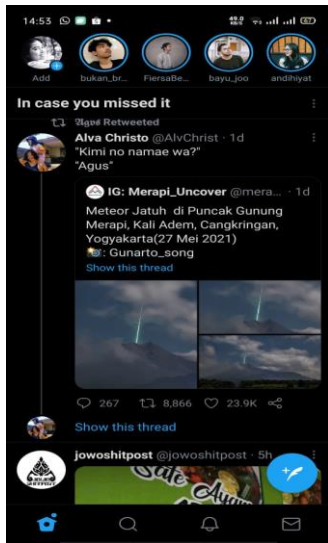 14:53
Add
bukan_br...
FiersaBe...
bayu_joo
andihiyat
In case you missed it
Agus Retweeted
Alva Christo @AlvChrist · 1d
"Kimi no namae wa?"
"Agus"
IG: Merapi_Uncover @mera... · 1d
Meteor Jatuh di Puncak Gunung
Merapi, Kali Adem, Cangkringan,
Yogyakarta(27 Mei 2021)
📸: Gunarto_song
Show this thread
267 8,866 23.9K
Show this thread
jowoshitpost @jowoshitpost · 5h
Sate Ayam